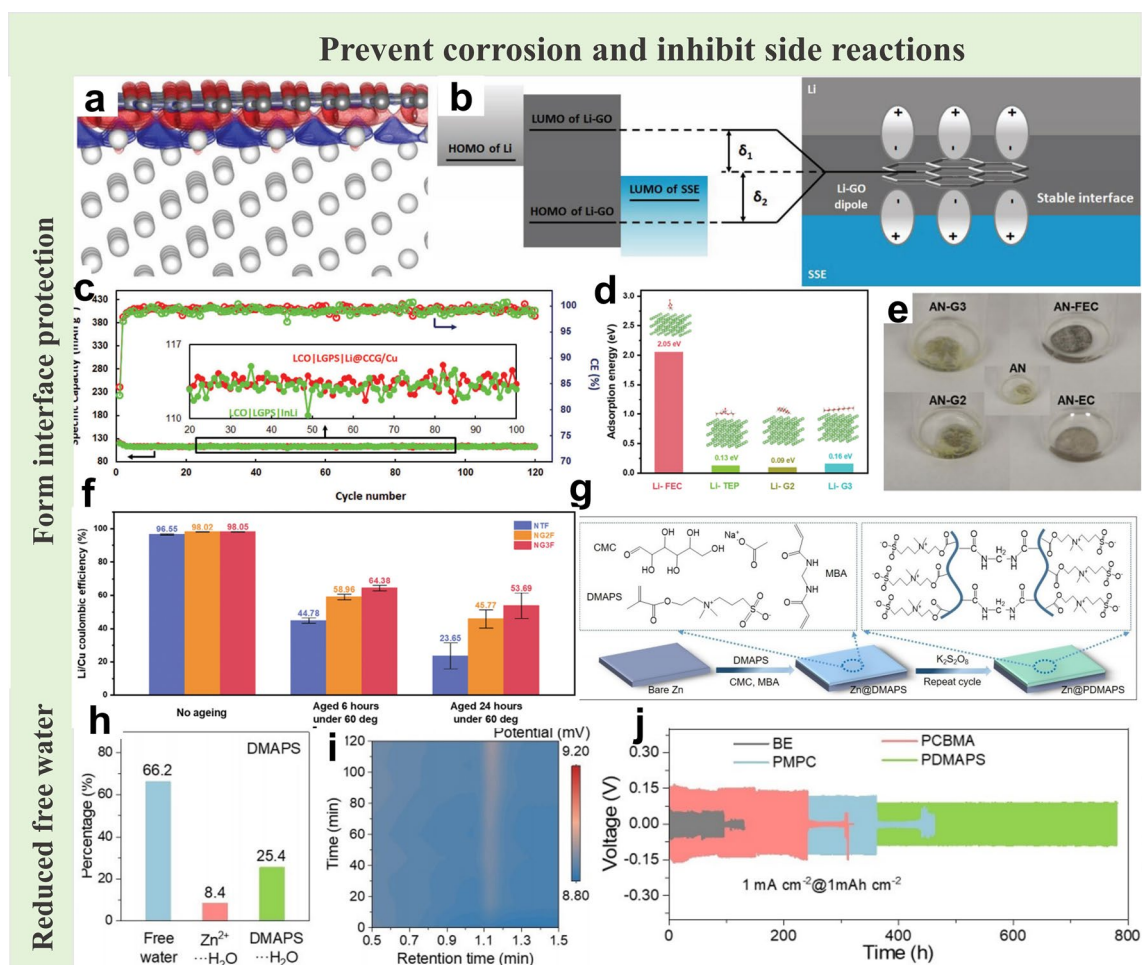 Prevent corrosion and inhibit side reactions
Form interface protection
Reduced free water
a
b
HOMO of Li
LUMO of Li-GO
HOMO of Li-GO
LUMO of SSE
δ1
δ2
Li
+ + +
- - -
Li-GO
dipole
Stable interface
- - -
+ + +
SSE
c
Specific Capacity (mAh g
430
380
330
280
230
180
130
80
117
110
LCO|LGPS|Li@CCG/Cu
LCO|LGPS|InLi
20 30 40 50 60 70 80 90 100
0 20 40 60 80 100 120
Cycle number
100
95
90
85
80
75
70
CE (%)
d
Adsorption energy (eV)
3.0
2.5
2.0
1.5
1.0
0.5
0.0
2.05 eV
0.13 eV
0.09 eV
0.16 eV
Li- FEC
Li- TEP
Li- G2
Li- G3
e
AN-G3
AN-FEC
AN
AN-G2
AN-EC
f
Li/Cu coulombic efficiency (%)
100
80
60
40
20
0
96.55 98.02 98.05
44.78 58.96 64.38
23.65 45.77 53.69
NTF
NG2F
NG3F
No ageing
Aged 6 hours
under 60 deg
Aged 24 hours
under 60 deg
g
CMC
DMAPS
MBA
Bare Zn
DMAPS
CMC, MBA
Zn@DMAPS
K2S2O8
Repeat cycle
Zn@PDMAPS
h
DMAPS
Percentage (%)
80
60
40
20
0
66.2
8.4
25.4
Free
water
Zn2+
···H2O
DMAPS
···H2O
i
Potential (mV)
9.20
8.80
Time (min)
120
100
80
60
40
20
0
0.5 0.7 0.9 1.1 1.3 1.5
Retention time (min)
j
BE
PMPC
PCBMA
PDMAPS
Voltage (V)
0.30
0.15
0.00
-0.15
-0.30
1 mA cm-2@1mAh cm-2
0 200 400 600 800
Time (h)